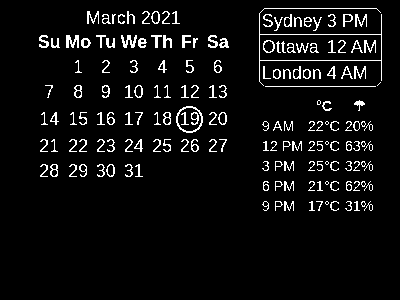 March 2021
Su Mo Tu We Th Fr Sa
1 2 3 4 5 6
7 8 9 10 11 12 13
14 15 16 17 18 19 20
21 22 23 24 25 26 27
28 29 30 31
Sydney 3 PM
Ottawa 12 AM
London 4 AM
°C ☂
9 AM 22°C 20%
12 PM 25°C 63%
3 PM 25°C 32%
6 PM 21°C 62%
9 PM 17°C 31%